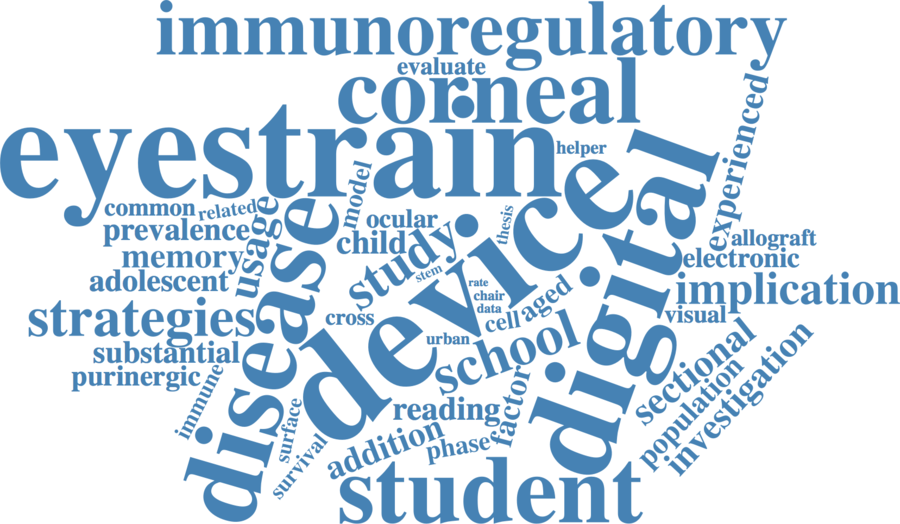 immunoregulatory
evaluate
corneal
eyestrain
helper
experienced
digital
device
disease
model
common
related
usage
prevalence
memory
adolescent
ocular
child
study
thesis
stem
rate
chair
data
cell
aged
allograft
electronic
implication
visual
strategies
substantial
purinergic
cross
urban
school
immune
surface
survival
reading
factor
addition
phase
student
sectional
population
investigation